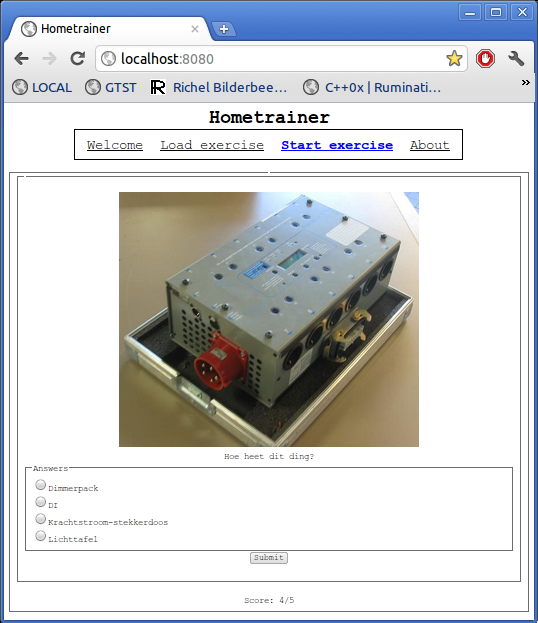 Hometrainer
localhost:8080
LOCAL GTST Richel Bilderbee... C++0x | Ruminati... »
Hometrainer
Welcome Load exercise Start exercise About
Hoe heet dit ding?
Answers
Dimmerpack
DI
Krachtstroom-stekkerdoos
Lichttafel
Submit
Score: 4/5